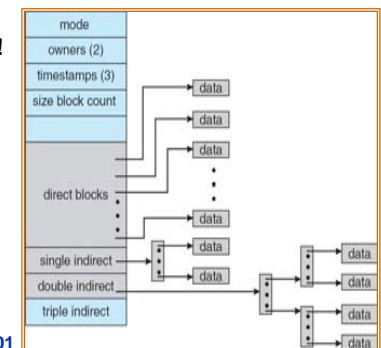 !
mode
owners (2)
timestamps (3)
size block count
direct blocks
single indirect
double indirect
triple indirect
data
data
data
data
data
data
data
data
data
data
01